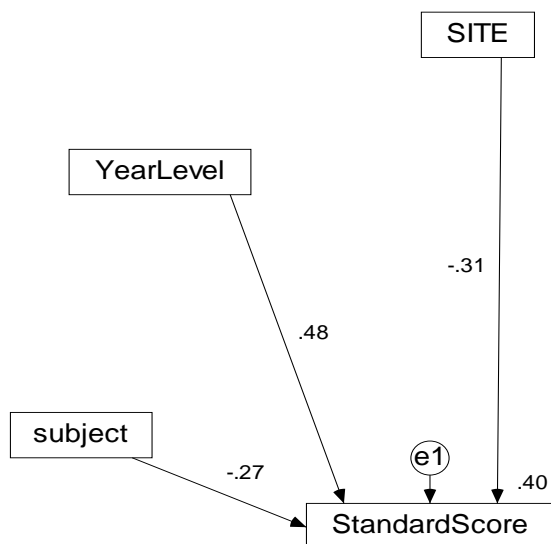 SITE
YearLevel
-.31
.48
subject
-.27
e1
.40
StandardScore